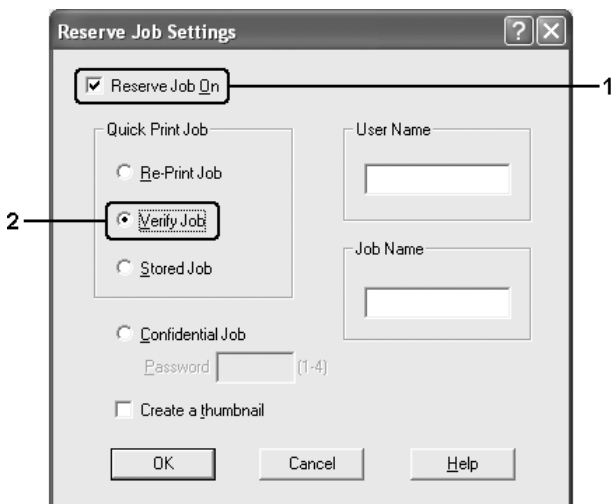 Reserve Job Settings
Reserve Job On
1
Quick Print Job
User Name
Re-Print Job
2
Verify Job
Job Name
Stored Job
Confidential Job
Password
(1-4)
Create a thumbnail
OK
Cancel
Help